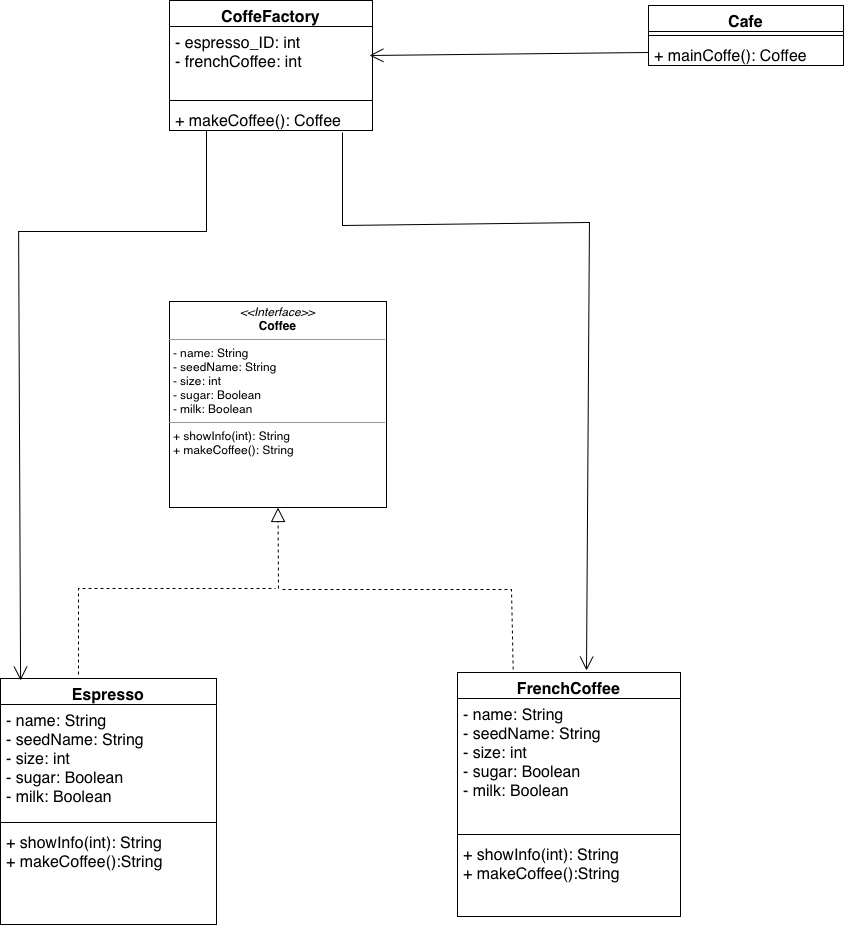 CoffeFactory
- espresso_ID: int
- frenchCoffee: int
+ makeCoffee(): Coffee
Cafe
+ mainCoffe(): Coffee
<<Interface>>
Coffee
- name: String
- seedName: String
- size: int
- sugar: Boolean
- milk: Boolean
+ showInfo(int): String
+ makeCoffee(): String
Espresso
- name: String
- seedName: String
- size: int
- sugar: Boolean
- milk: Boolean
+ showInfo(int): String
+ makeCoffee():String
FrenchCoffee
- name: String
- seedName: String
- size: int
- sugar: Boolean
- milk: Boolean
+ showInfo(int): String
+ makeCoffee():String